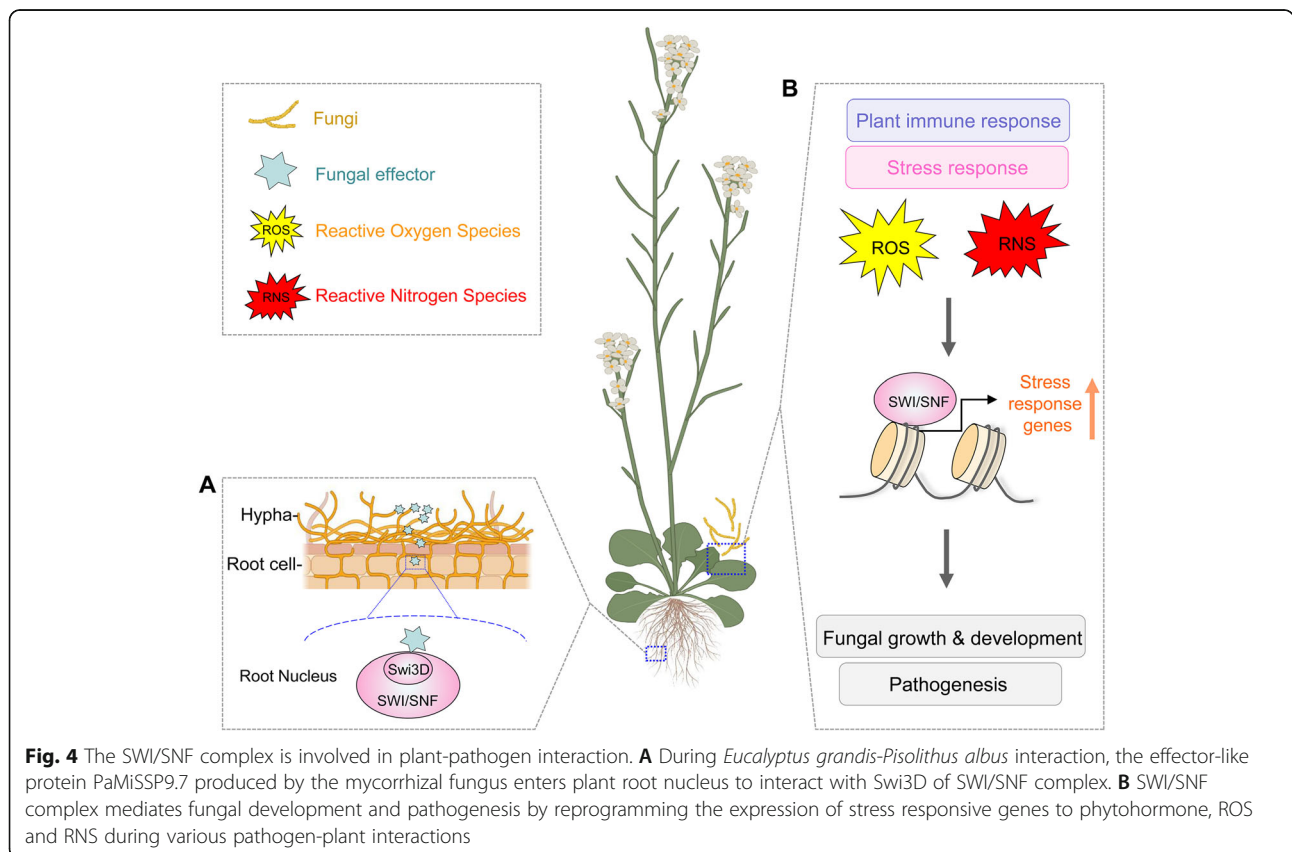 Fungi
Fungal effector
ROS
Reactive Oxygen Species
RNS
Reactive Nitrogen Species
A
Hypha-
Root cell-
Root Nucleus
Swi3D
SWI/SNF
B
Plant immune response
Stress response
ROS
RNS
SWI/SNF
Stress
response
genes
Fungal growth & development
Pathogenesis
Fig. 4 The SWI/SNF complex is involved in plant-pathogen interaction. A During Eucalyptus grandis-Pisolithus albus interaction, the effector-like
protein PaMiSSP9.7 produced by the mycorrhizal fungus enters plant root nucleus to interact with Swi3D of SWI/SNF complex. B SWI/SNF
complex mediates fungal development and pathogenesis by reprogramming the expression of stress responsive genes to phytohormone, ROS
and RNS during various pathogen-plant interactions